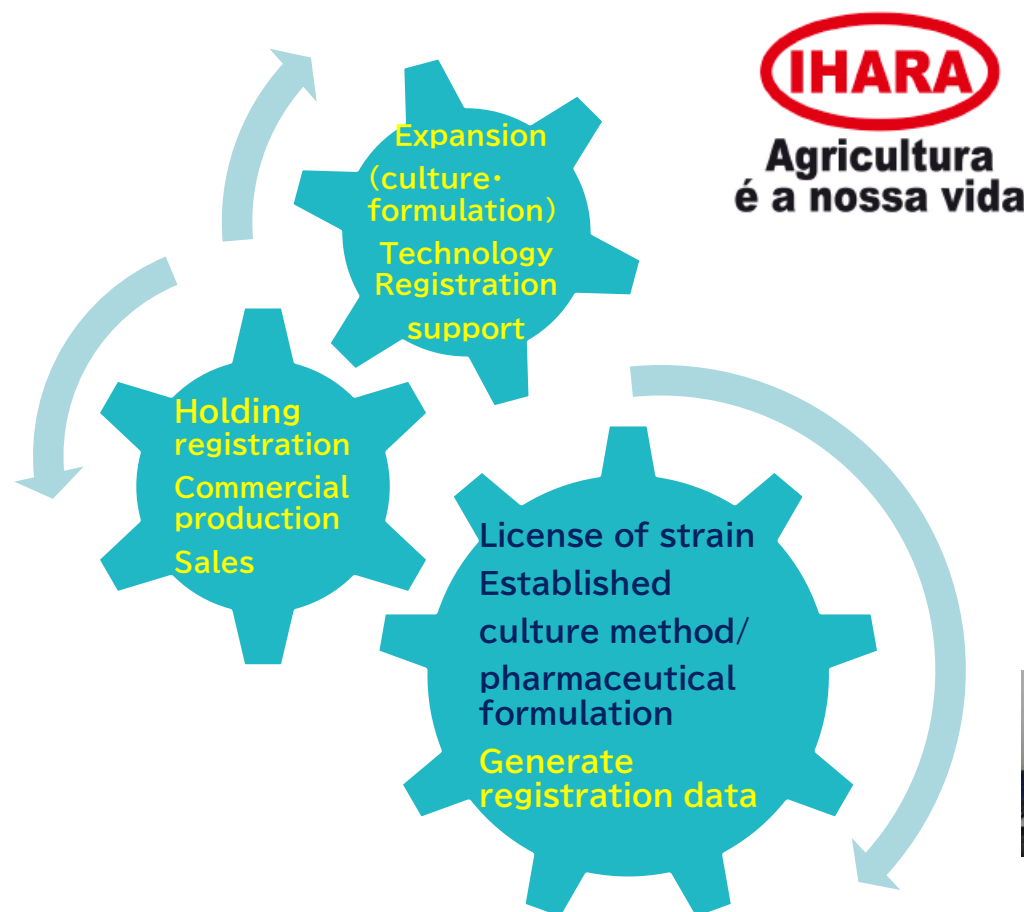 IHARA
Agricultura
é a nossa vida
Expansion
（culture・
formulation）
Technology
Registration
support
Holding
registration
Commercial
production
Sales
License of strain
Established
culture method/
pharmaceutical
formulation
Generate
registration data